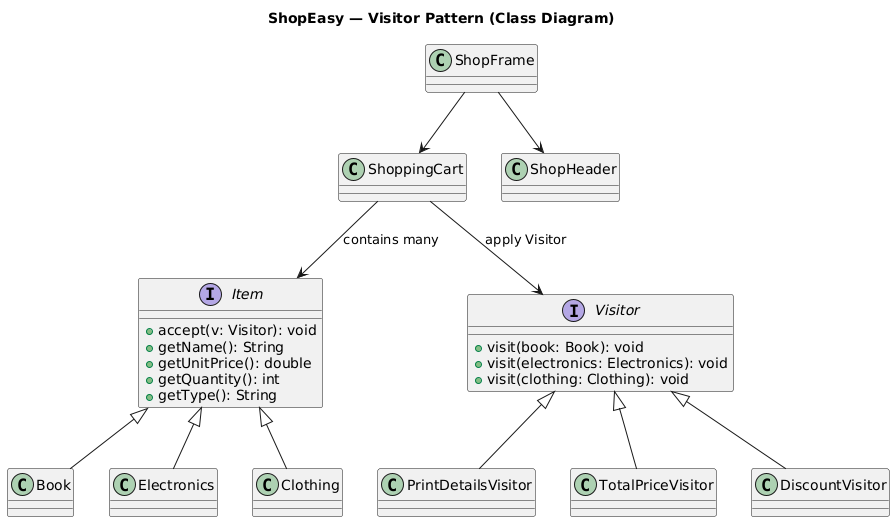 ShopEasy — Visitor Pattern (Class Diagram)
C ShopFrame
C ShoppingCart
C ShopHeader
contains many
apply Visitor
I Item
accept(v: Visitor): void
getName(): String
getUnitPrice(): double
getQuantity(): int
getType(): String
I Visitor
visit(book: Book): void
visit(electronics: Electronics): void
visit(clothing: Clothing): void
C Book
C Electronics
C Clothing
C PrintDetailsVisitor
C TotalPriceVisitor
C DiscountVisitor